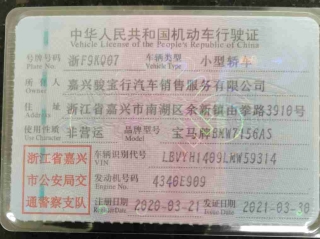 中华人民共和国机动车行驶证
Vehicle License of the People's Republic of China
号牌号码 浙F9K007 车辆类型 小型轿车
Plate No. Vehicle Type
所有人 嘉兴骏宝行汽车销售服务有限公司
Owner
住址 浙江省嘉兴市南湖区余新镇由拳路3910号
Address
使用性质 非营运 品牌型号 宝马牌BMW7156AS
Use Character Model
浙江省嘉兴市公安局交通警察支队
车辆识别代号
VIN
发动机号码 4346E909
Engine No.
注册日期 2020-03-21 发证日期 2021-03-30
Register Date Issue Date